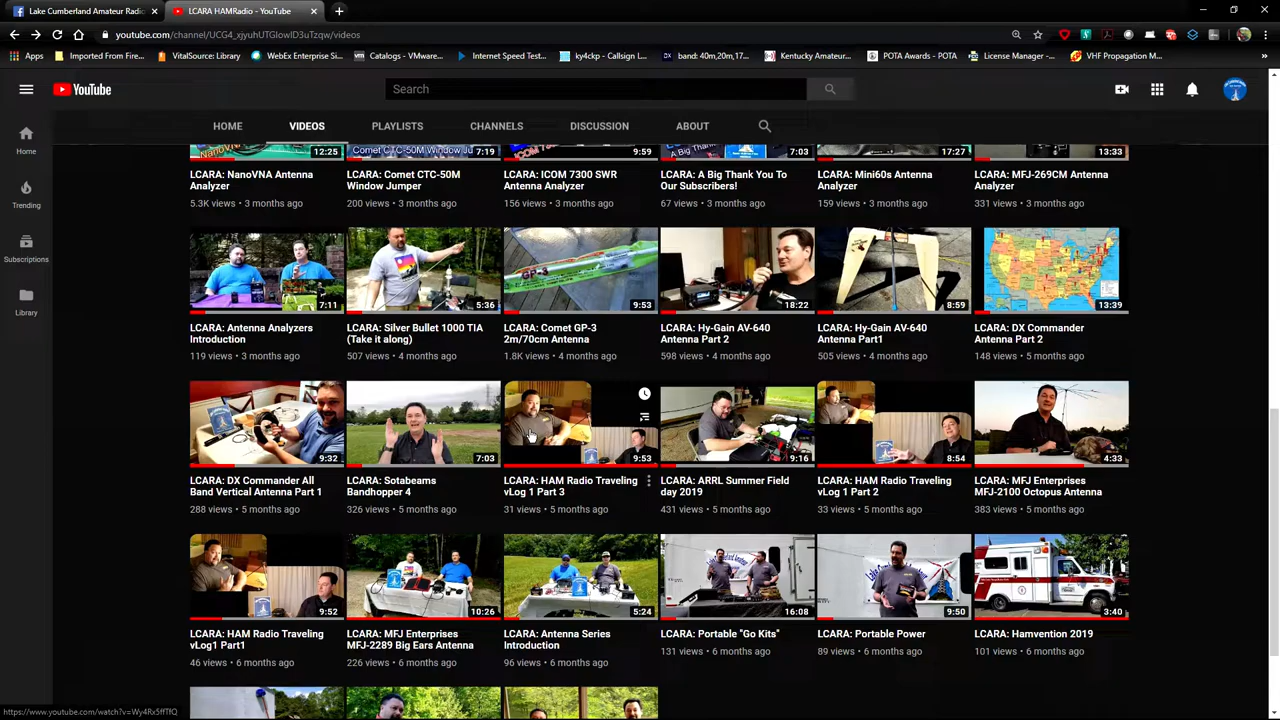 Lake Cumberland Amateur Radio
LCARA HAMRadio - YouTube
youtube.com/channel/UCG4_xjyuhUTGlowlD3uTzqw/videos
Apps
Imported From Fire...
VitalSource: Library
WebEx Enterprise Si...
Catalogs - VMware...
Internet Speed Test...
ky4ckp - Callsign L...
band: 40m,20m,17...
Kentucky Amateur...
POTA Awards - POTA
License Manager -...
VHF Propagation M...
YouTube
Search
HOME VIDEOS PLAYLISTS CHANNELS DISCUSSION ABOUT
Home
Trending
Subscriptions
Library
NanoVNA
12:25
Comet CTC-50M Window Ju
7:19
9:59
7:03
17:27
13:33
LCARA: NanoVNA Antenna
Analyzer
5.3K views • 3 months ago
LCARA: Comet CTC-50M
Window Jumper
200 views • 3 months ago
LCARA: ICOM 7300 SWR
Antenna Analyzer
156 views • 3 months ago
LCARA: A Big Thank You To
Our Subscribers!
67 views • 3 months ago
LCARA: Mini60s Antenna
Analyzer
159 views • 3 months ago
LCARA: MFJ-269CM Antenna
Analyzer
331 views • 3 months ago
7:11
5:36
GP-3
9:53
18:22
8:59
13:39
LCARA: Antenna Analyzers
Introduction
119 views • 3 months ago
LCARA: Silver Bullet 1000 TIA
(Take it along)
507 views • 4 months ago
LCARA: Comet GP-3
2m/70cm Antenna
1.8K views • 4 months ago
LCARA: Hy-Gain AV-640
Antenna Part 2
598 views • 4 months ago
LCARA: Hy-Gain AV-640
Antenna Part1
505 views • 4 months ago
LCARA: DX Commander
Antenna Part 2
148 views • 5 months ago
9:32
7:03
9:53
9:16
8:54
4:33
LCARA: DX Commander All
Band Vertical Antenna Part 1
288 views • 5 months ago
LCARA: Sotabeams
Bandhopper 4
326 views • 5 months ago
LCARA: HAM Radio Traveling
vLog 1 Part 3
31 views • 5 months ago
LCARA: ARRL Summer Field
day 2019
431 views • 5 months ago
LCARA: HAM Radio Traveling
vLog 1 Part 2
33 views • 5 months ago
LCARA: MFJ Enterprises
MFJ-2100 Octopus Antenna
383 views • 5 months ago
9:52
10:26
5:24
16:08
9:50
3:40
LCARA: HAM Radio Traveling
vLog1 Part1
46 views • 6 months ago
LCARA: MFJ Enterprises
MFJ-2289 Big Ears Antenna
226 views • 6 months ago
LCARA: Antenna Series
Introduction
96 views • 6 months ago
LCARA: Portable "Go Kits"
131 views • 6 months ago
LCARA: Portable Power
89 views • 6 months ago
LCARA: Hamvention 2019
101 views • 6 months ago
https://www.youtube.com/watch?v=Wy4Rx5ffTfQ